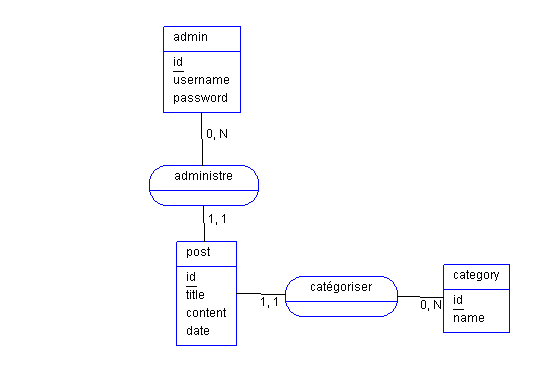 admin
id
username
password
0, N
administre
1, 1
post
id
title
content
date
1, 1
catégoriser
0, N
category
id
name